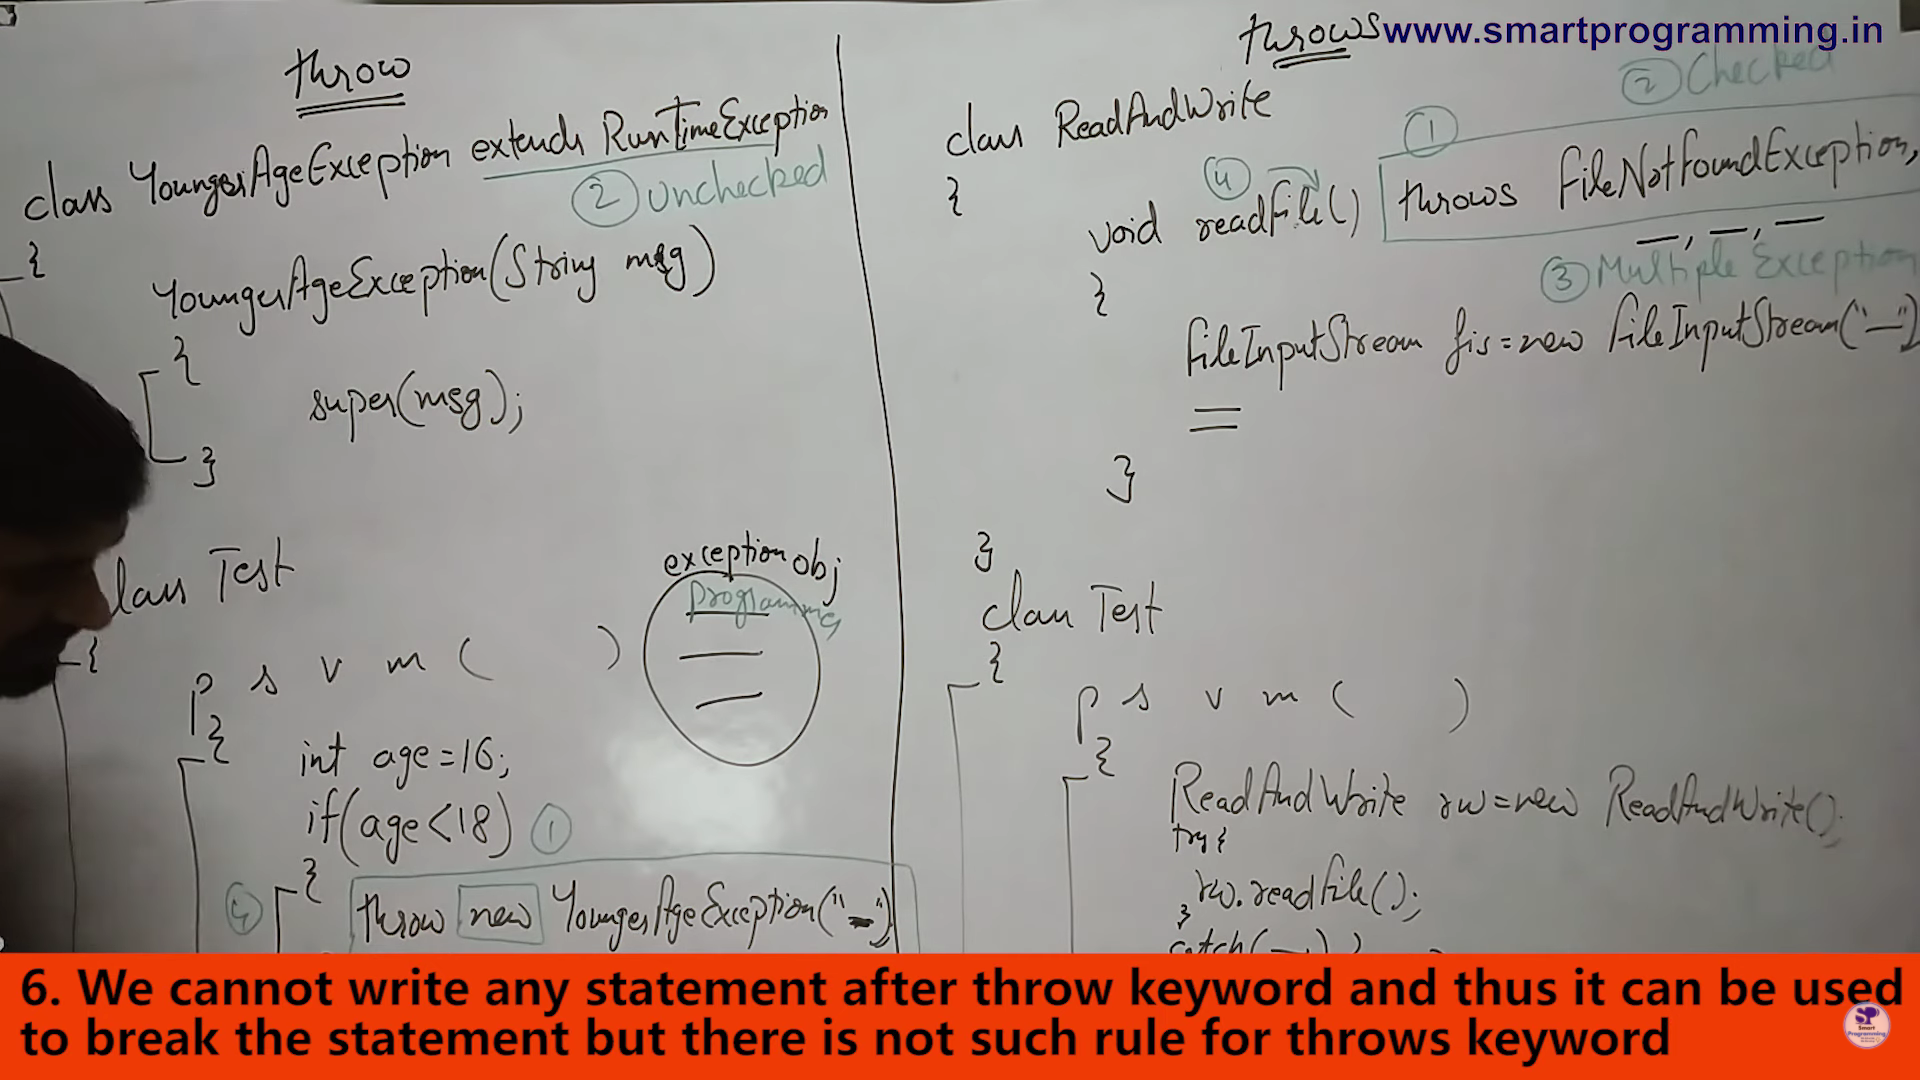 throw
class YoungerAgeException extends RunTimeException
② Unchecked
{
YoungerAgeException(String msg)
{
super(msg);
}
class Test
{
exception obj
Programming
p s v m ( )
{
int age=16;
if(age<18) ①
{
throw new YoungerAgeException("—")
throws
www.smartprogramming.in
② Checked
class ReadAndWrite
①
{
④
void readFile() throws FileNotFoundException,
—, —, —
③ Multiple Exception
{
FileInputStream fis=new FileInputStream("—")
}
}
class Test
{
p s v m ( )
{
ReadAndWrite rw=new ReadAndWrite();
try{
rw.readFile();
}
catch(—)
6. We cannot write any statement after throw keyword and thus it can be used
to break the statement but there is not such rule for throws keyword
SP
Smart
Programming